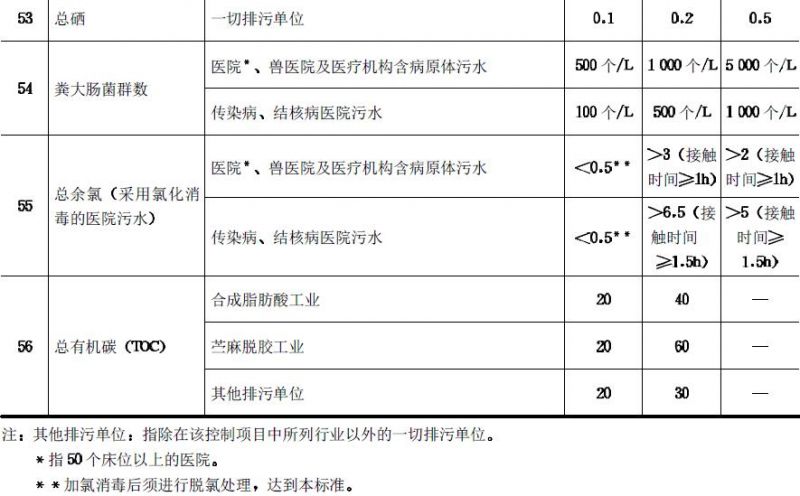 53 总硒 一切排污单位 0.1 0.2 0.5
54 粪大肠菌群数 医院*、兽医院及医疗机构含病原体污水 500 个/L 1 000 个/L 5 000 个/L
传染病、结核病医院污水 100 个/L 500 个/L 1 000 个/L
55 总余氯（采用氯化消
毒的医院污水）
医院*、兽医院及医疗机构含病原体污水 <0.5** >3（接触
时间≥1h）
>2（接触
时间≥1h）
传染病、结核病医院污水 <0.5** >6.5（接
触时间
≥1.5h）
>5（接触
时间≥
1.5h）
56 总有机碳（TOC） 合成脂肪酸工业 20 40 —
苎麻脱胶工业 20 60 —
其他排污单位 20 30 —
注：其他排污单位：指除在该控制项目中所列行业以外的一切排污单位。
*指50个床位以上的医院。
**加氯消毒后须进行脱氯处理，达到本标准。